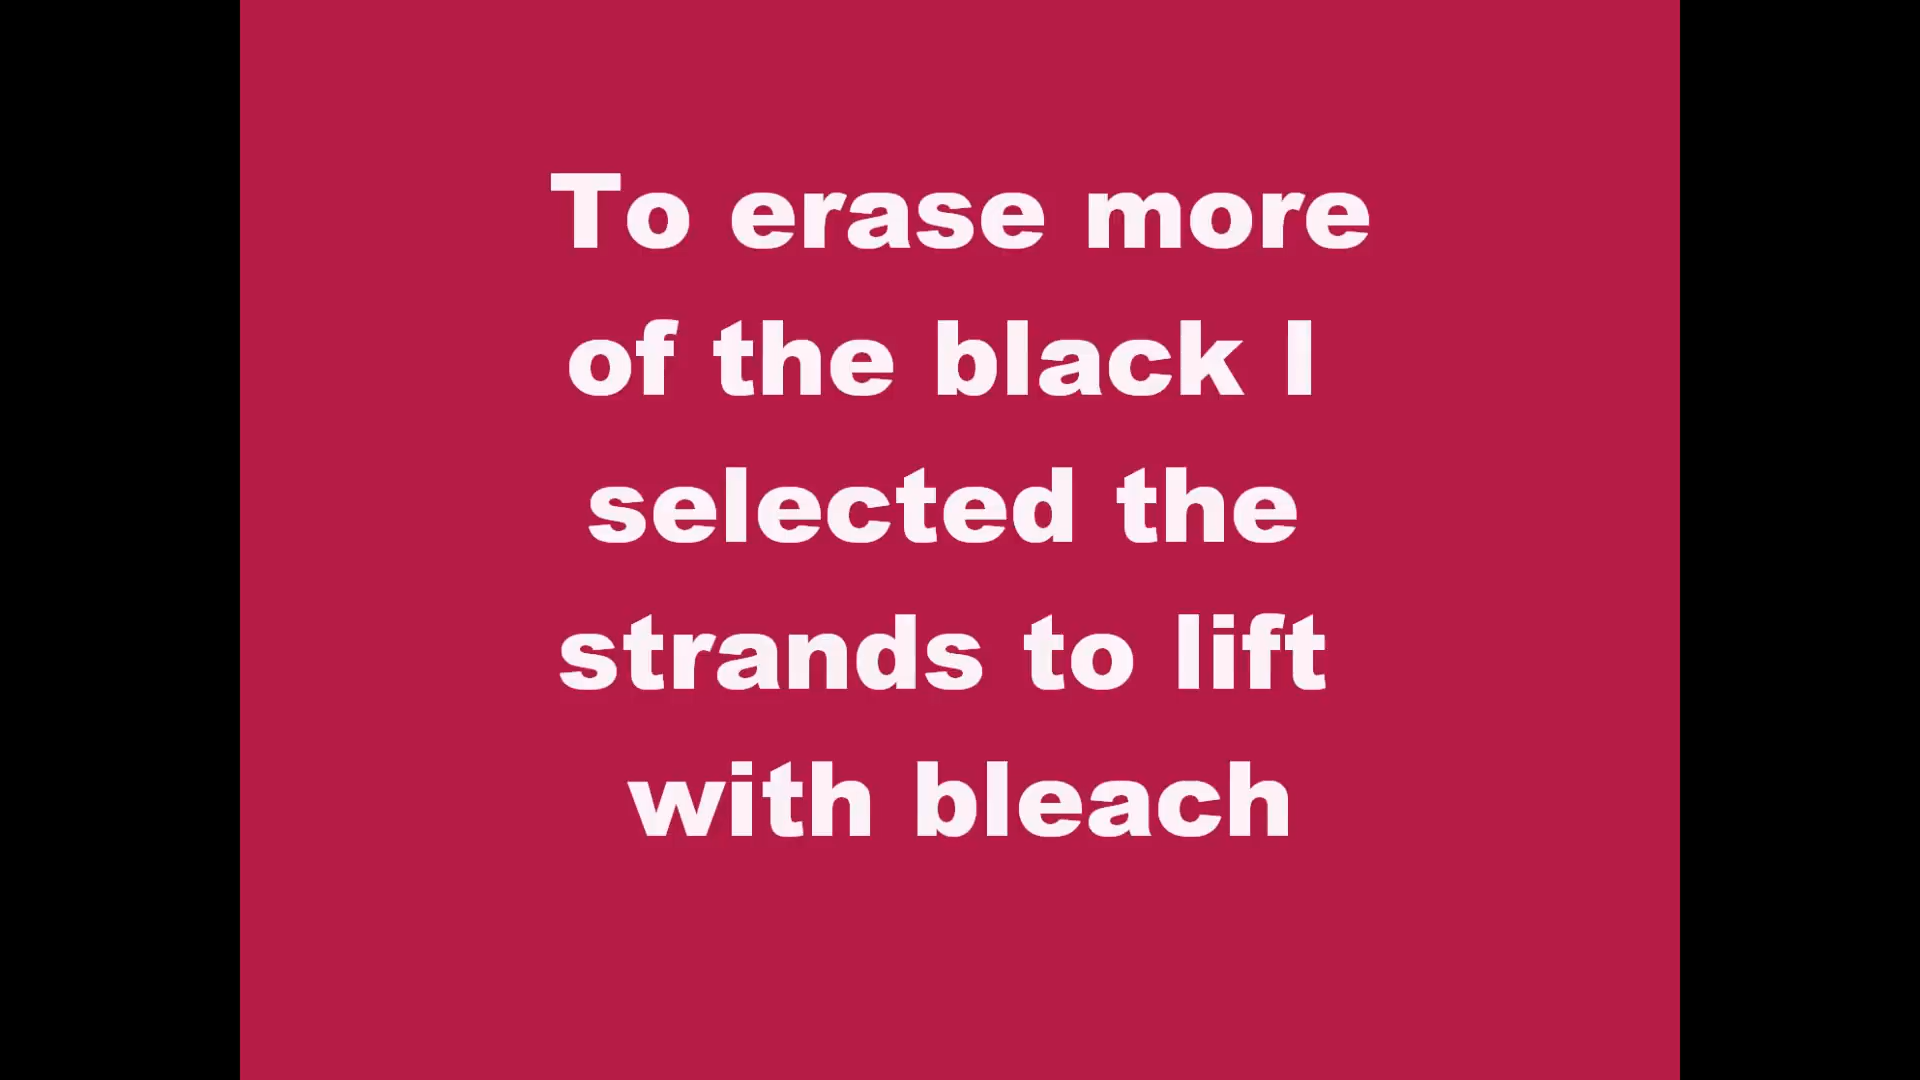 To erase more
of the black I
selected the
strands to lift
with bleach